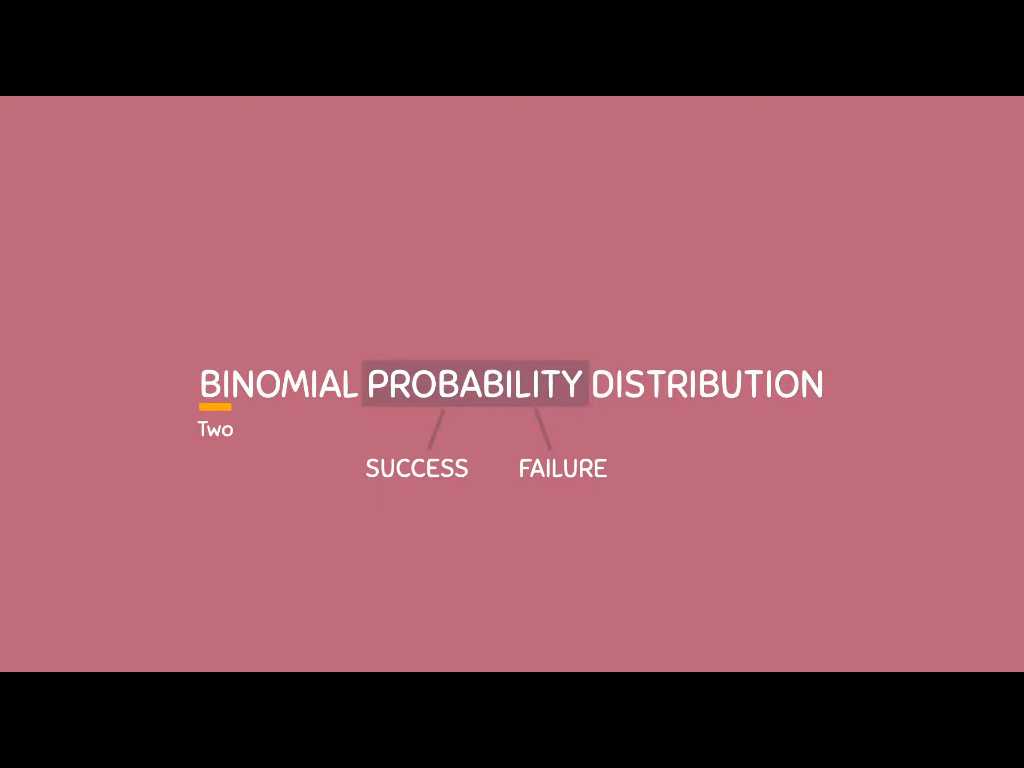 BINOMIAL PROBABILITY DISTRIBUTION
Two
SUCCESS FAILURE